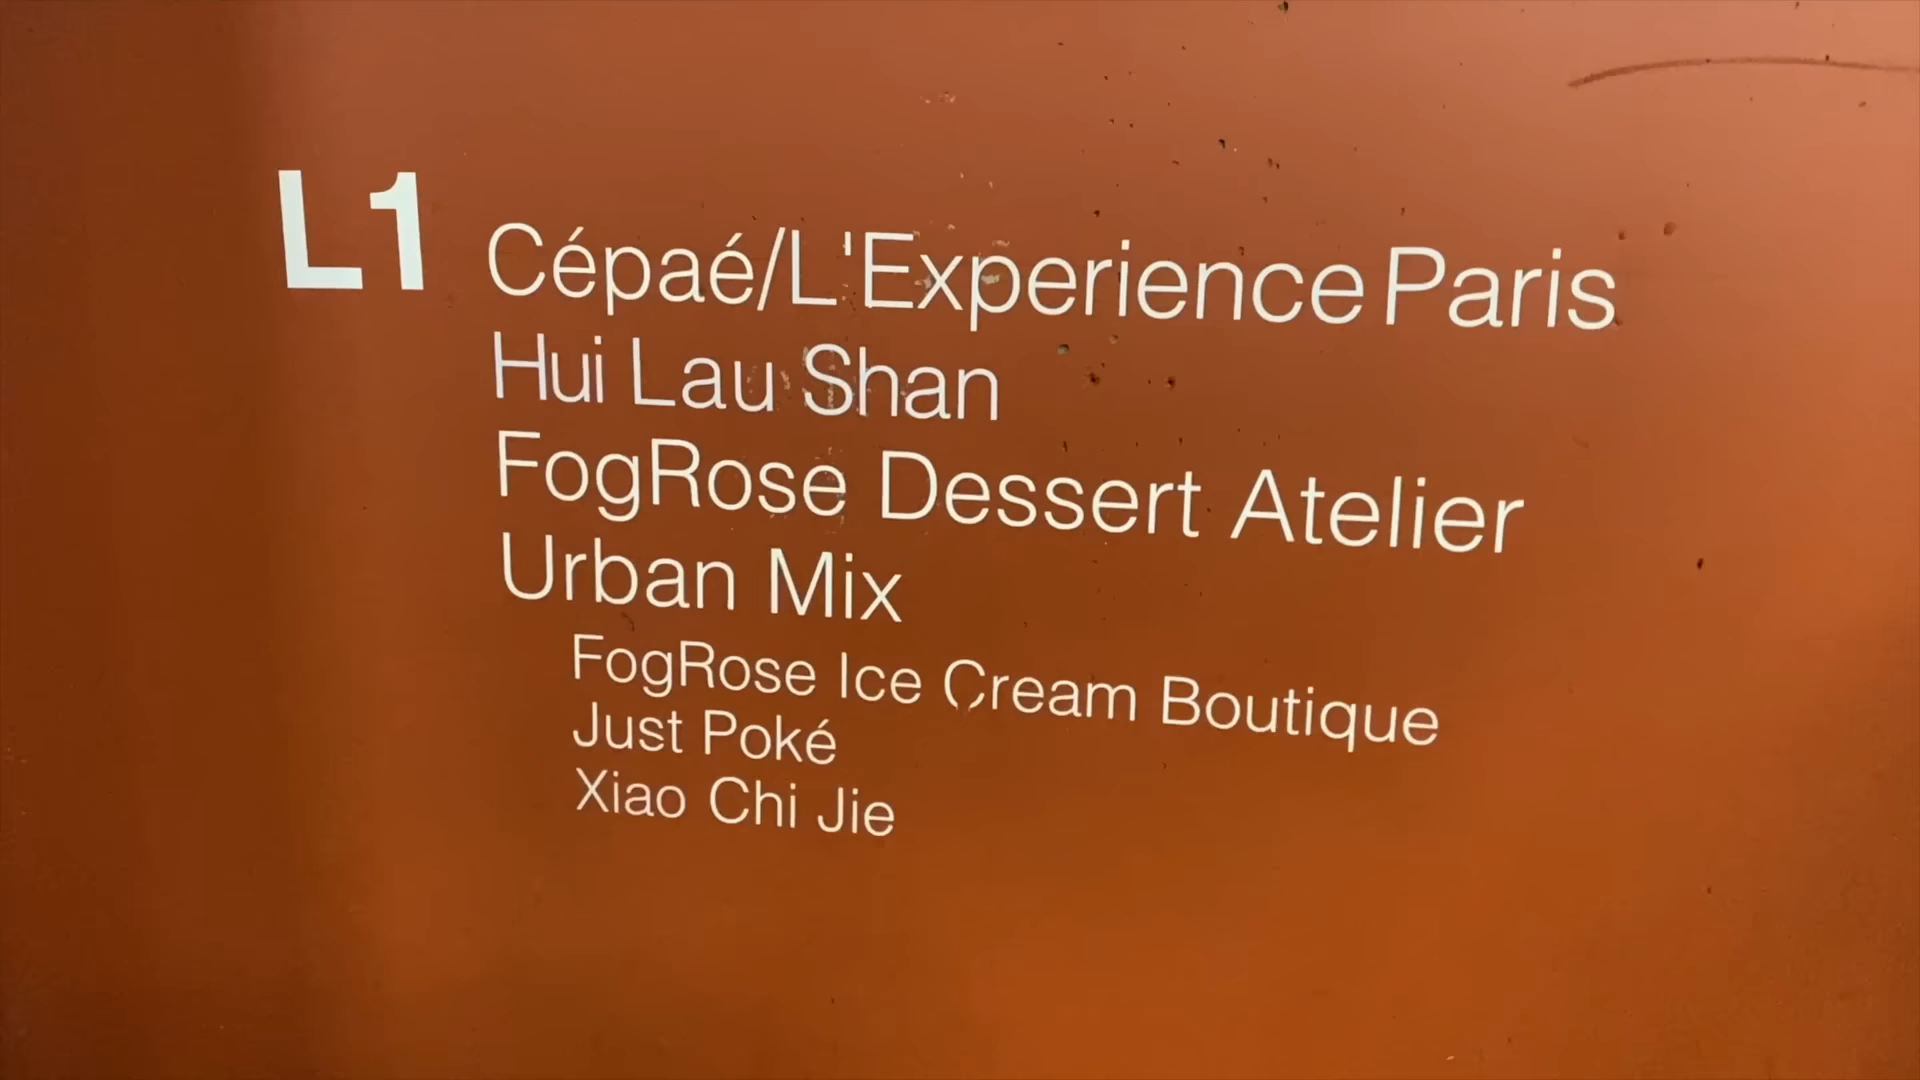 L1 Cépaé/L'Experience Paris
Hui Lau Shan
FogRose Dessert Atelier
Urban Mix
FogRose Ice Cream Boutique
Just Poké
Xiao Chi Jie